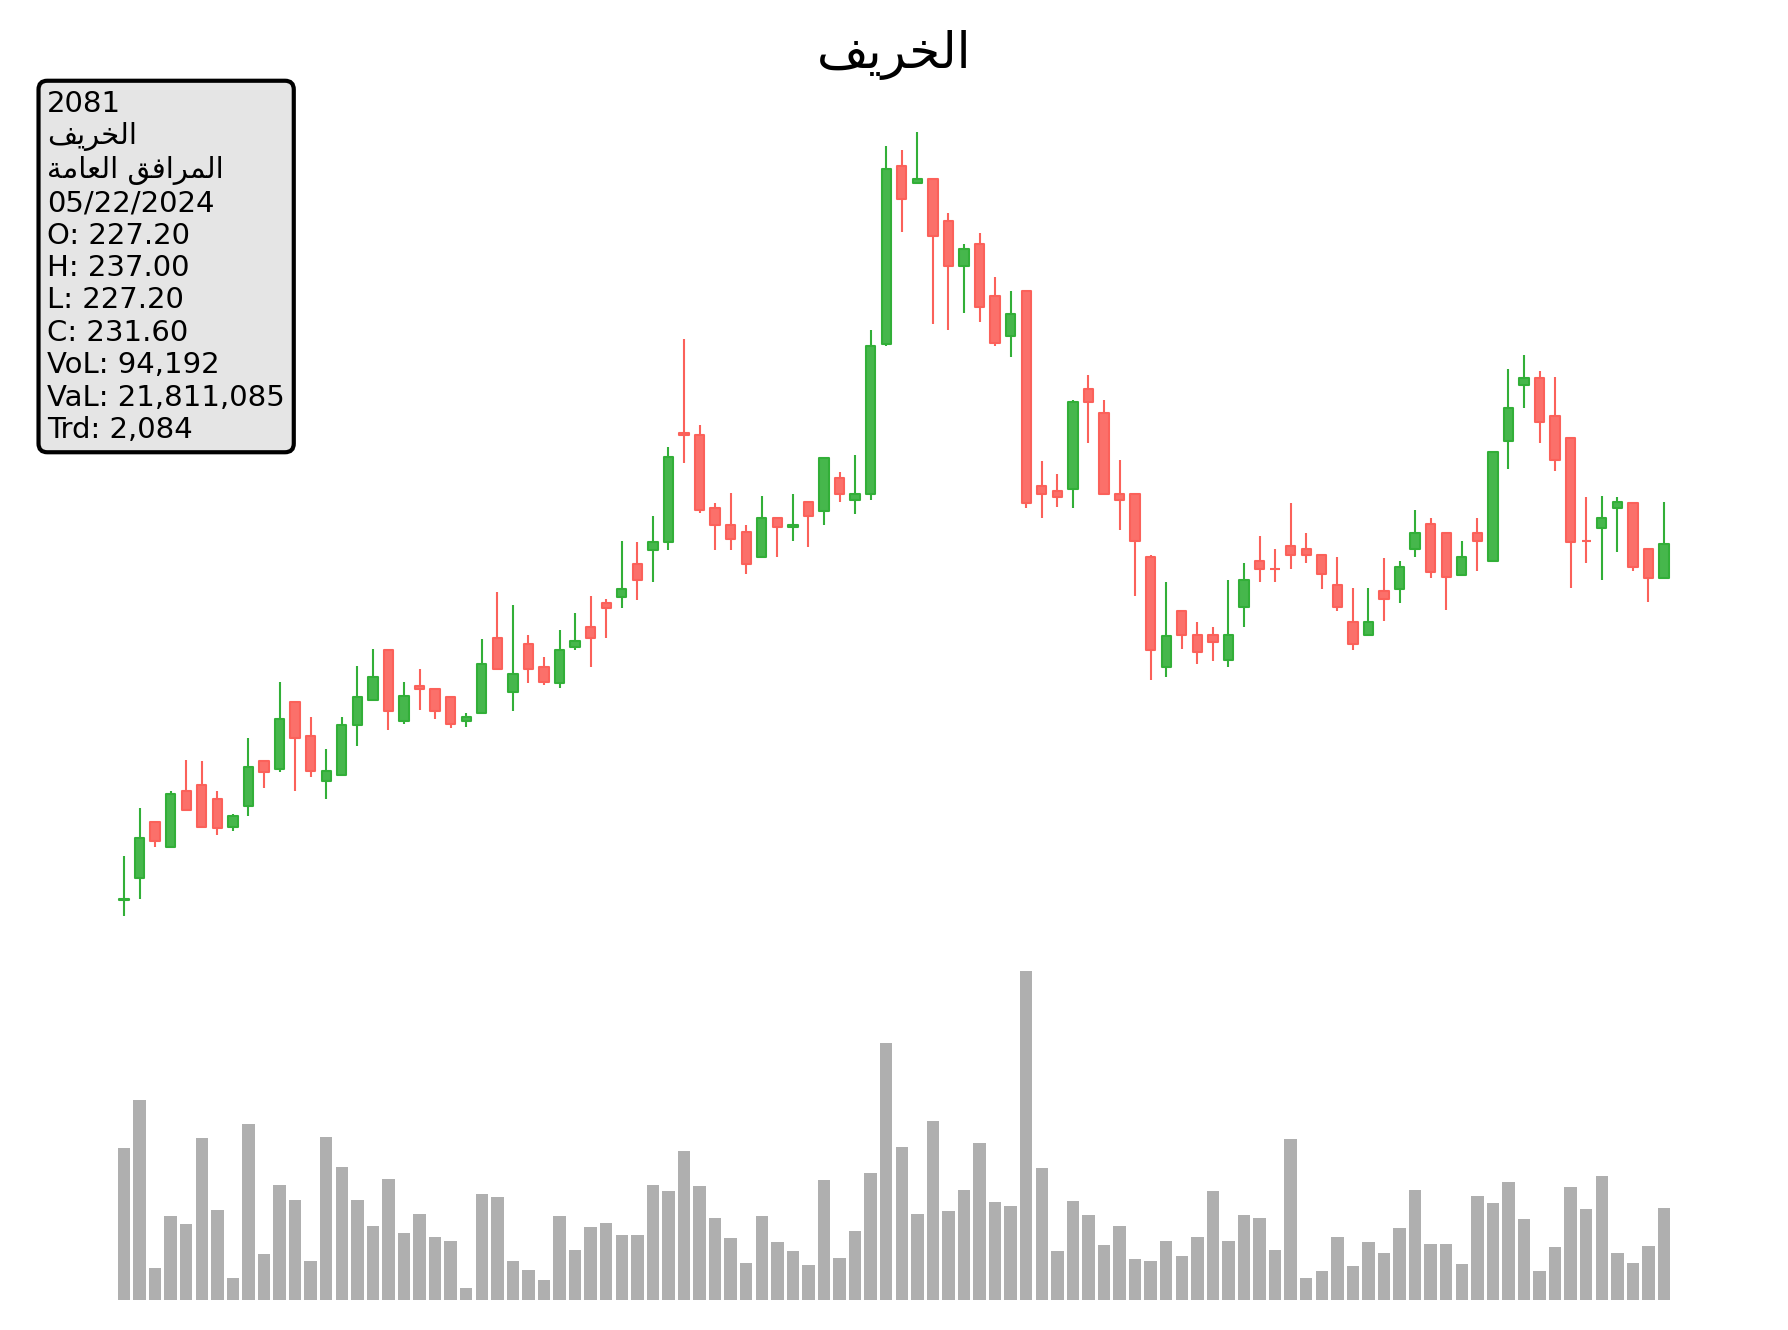 الخريف
2081
الخريف
المرافق العامة
05/22/2024
O: 227.20
H: 237.00
L: 227.20
C: 231.60
VoL: 94,192
VaL: 21,811,085
Trd: 2,084